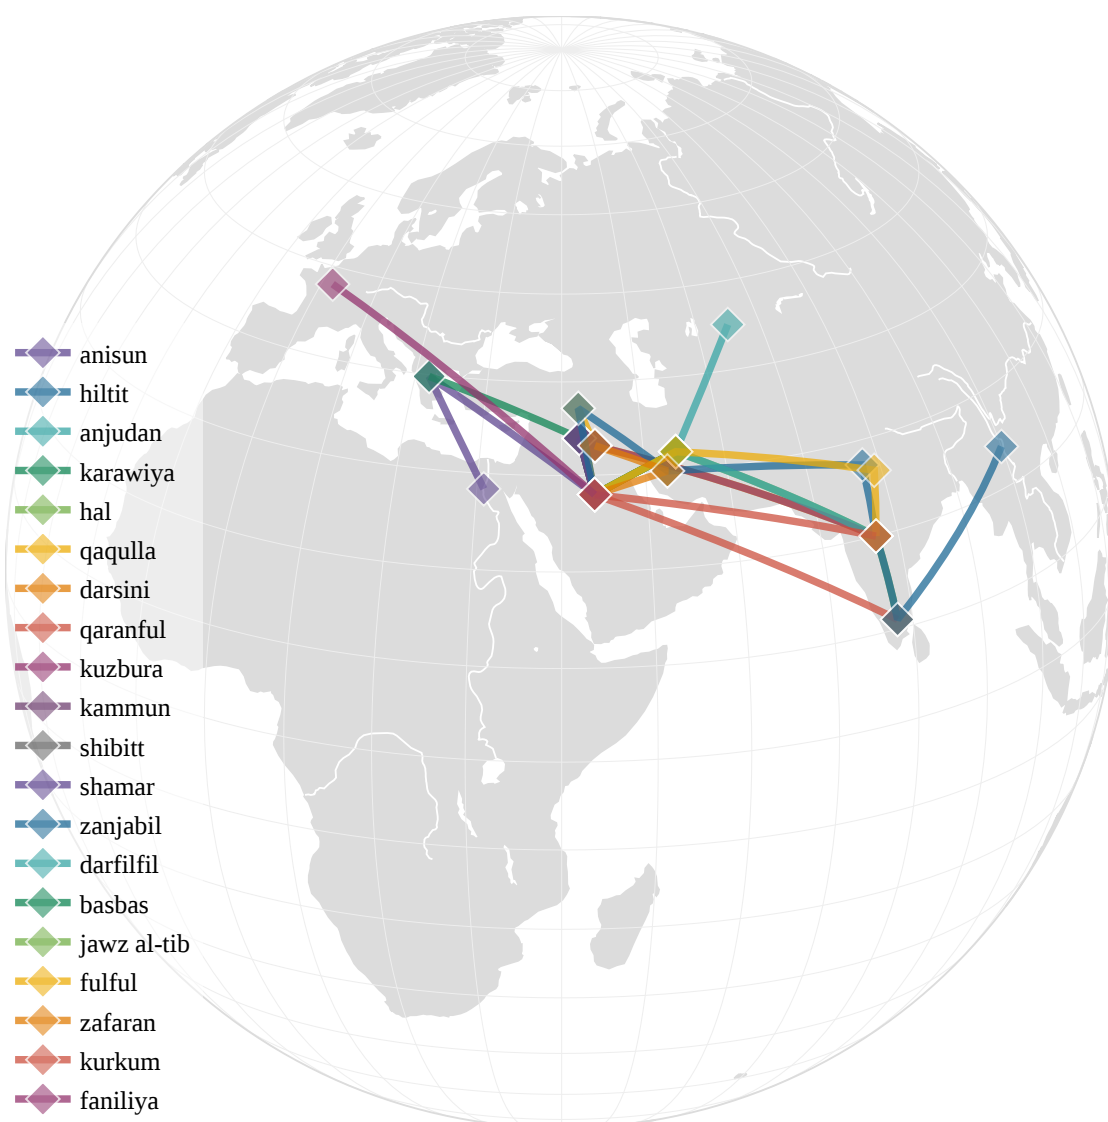 anisun
hiltit
anjudan
karawiya
hal
qaqulla
darsini
qaranful
kuzbura
kammun
shibitt
shamar
zanjabil
darfilfil
basbas
jawz al-tib
fulful
zafaran
kurkum
faniliya